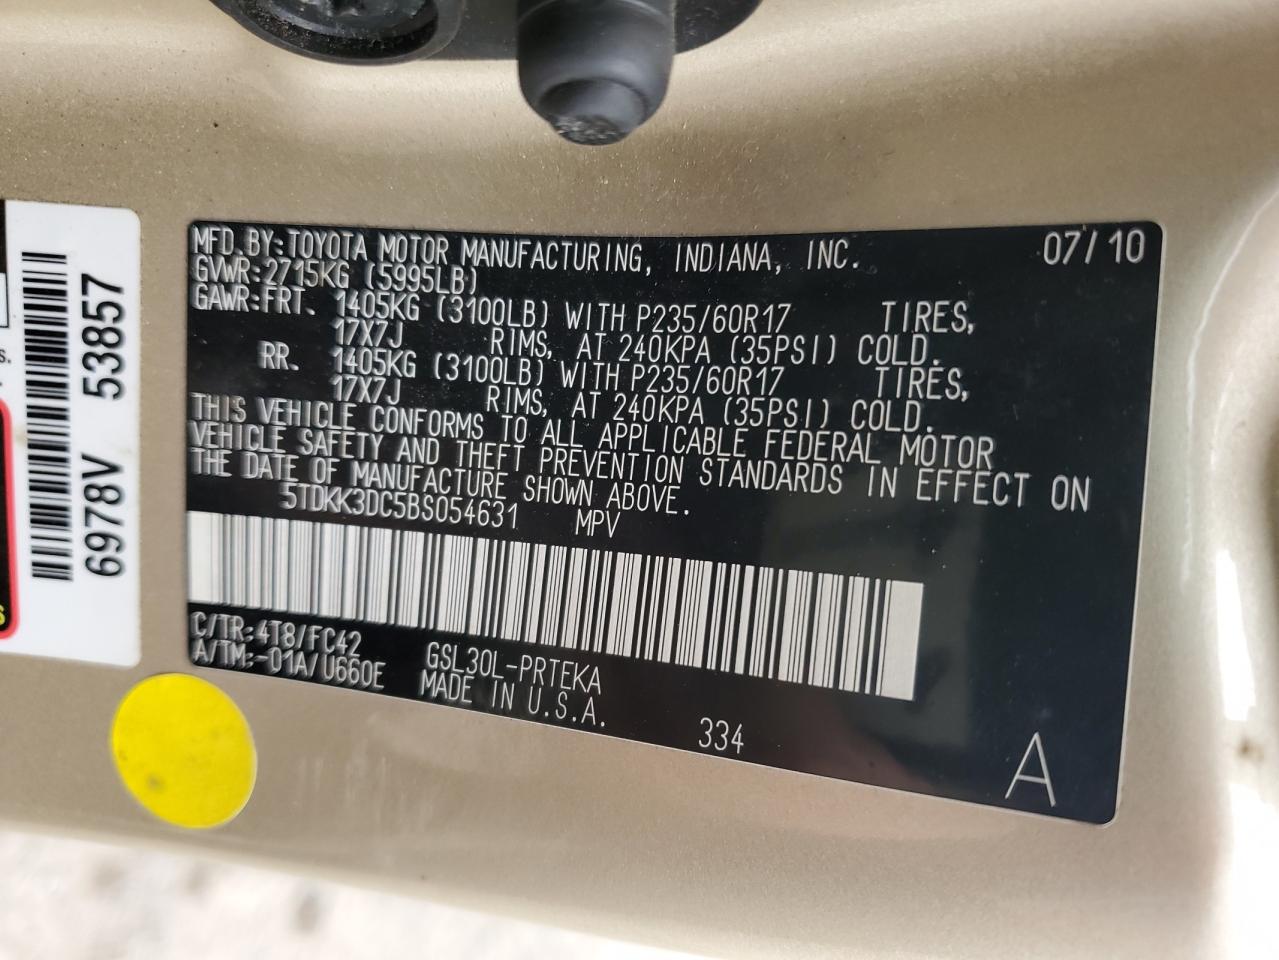 MFD. BY: TOYOTA MOTOR MANUFACTURING, INDIANA, INC. 07/10
GVWR: 2715KG (5995LB)
GAWR: FRT. 1405KG (3100LB) WITH P235/60R17 TIRES,
17X7J RIMS, AT 240KPA (35PSI) COLD.
RR. 1405KG (3100LB) WITH P235/60R17 TIRES,
17X7J RIMS, AT 240KPA (35PSI) COLD.
THIS VEHICLE CONFORMS TO ALL APPLICABLE FEDERAL MOTOR
VEHICLE SAFETY AND THEFT PREVENTION STANDARDS IN EFFECT ON
THE DATE OF MANUFACTURE SHOWN ABOVE.
5TDKK3DC5BS054631 MPV
C/TR: 4T8/FC42 GSL30L-PRTEKA
A/TM: -01A/U660E MADE IN U.S.A.
334
A
6978V 53857